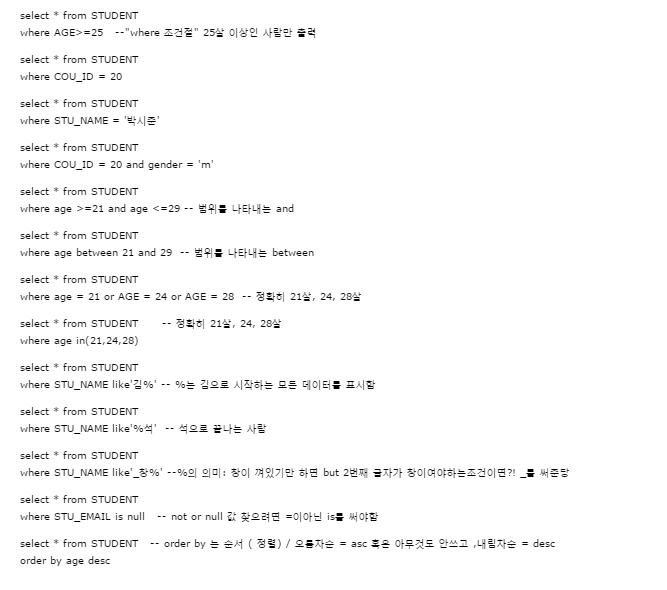 select * from STUDENT
where AGE>=25 --"where 조건절" 25살 이상인 사람만 출력
select * from STUDENT
where COU_ID = 20
select * from STUDENT
where STU_NAME = '박시준'
select * from STUDENT
where COU_ID = 20 and gender = 'm'
select * from STUDENT
where age >=21 and age <=29 -- 범위를 나타내는 and
select * from STUDENT
where age between 21 and 29 -- 범위를 나타내는 between
select * from STUDENT
where age = 21 or AGE = 24 or AGE = 28 -- 정확히 21살, 24, 28살
select * from STUDENT -- 정확히 21살, 24, 28살
where age in(21,24,28)
select * from STUDENT
where STU_NAME like'김%' -- %는 김으로 시작하는 모든 데이터를 표시함
select * from STUDENT
where STU_NAME like'%석' -- 석으로 끝나는 사람
select * from STUDENT
where STU_NAME like'_창%' --%의 의미: 창이 껴있기만 하면 but 2번째 글자가 창이여야하는조건이면?! _를 써준당
select * from STUDENT
where STU_EMAIL is null -- not or null 값 찾으려면 =이아닌 is를 써야함
select * from STUDENT -- order by 는 순서 ( 정렬) / 오름차순 = asc 혹은 아무것도 안쓰고 ,내림차순 = desc
order by age desc